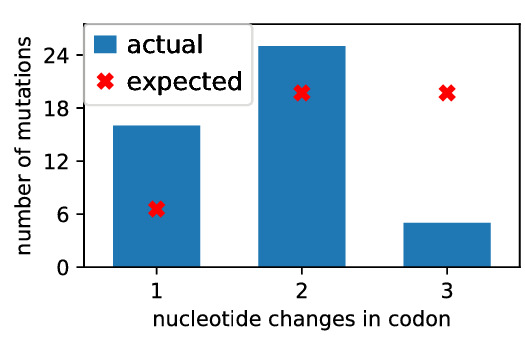 actual
expected
number of mutations
24
18
12
6
0
1 2 3
nucleotide changes in codon